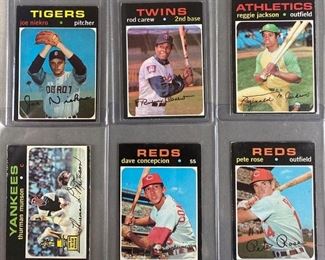 TIGERS
joe niekro • pitcher
TWINS
rod carew • 2nd base
ATHLETICS
reggie jackson • outfield
YANKEES
thurman munson • c
REDS
dave concepcion • ss
REDS
pete rose • outfield